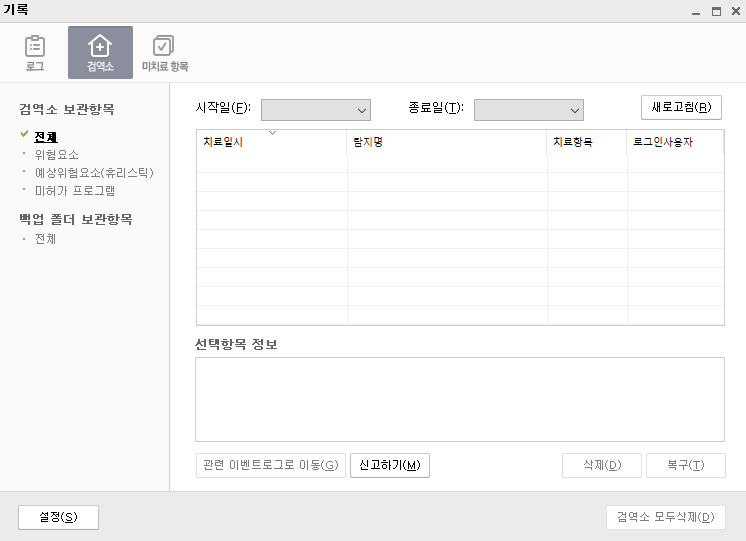 기록
로그
검역소
미치료 항목
검역소 보관항목
전체
위험요소
예상위험요소(휴리스틱)
미허가 프로그램
백업 폴더 보관항목
전체
시작일(F):
종료일(T):
새로고침(R)
치료일시 탐지명 치료항목 로그인사용자
선택항목 정보
관련 이벤트로그로 이동(G)
신고하기(M)
삭제(D)
복구(T)
설정(S)
검역소 모두삭제(D)